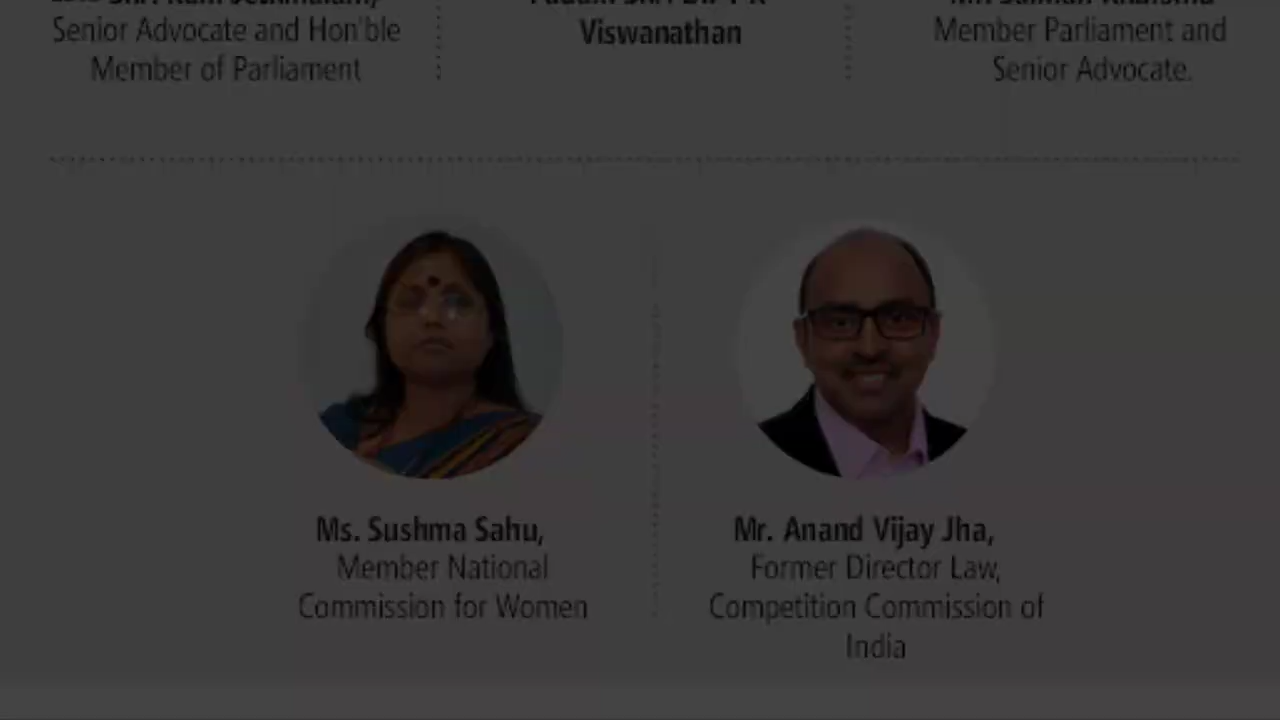 Senior Advocate and Hon'ble
Member of Parliament
Viswanathan
Member Parliament and
Senior Advocate.
Ms. Sushma Sahu,
Member National
Commission for Women
Mr. Anand Vijay Jha,
Former Director Law,
Competition Commission of
India